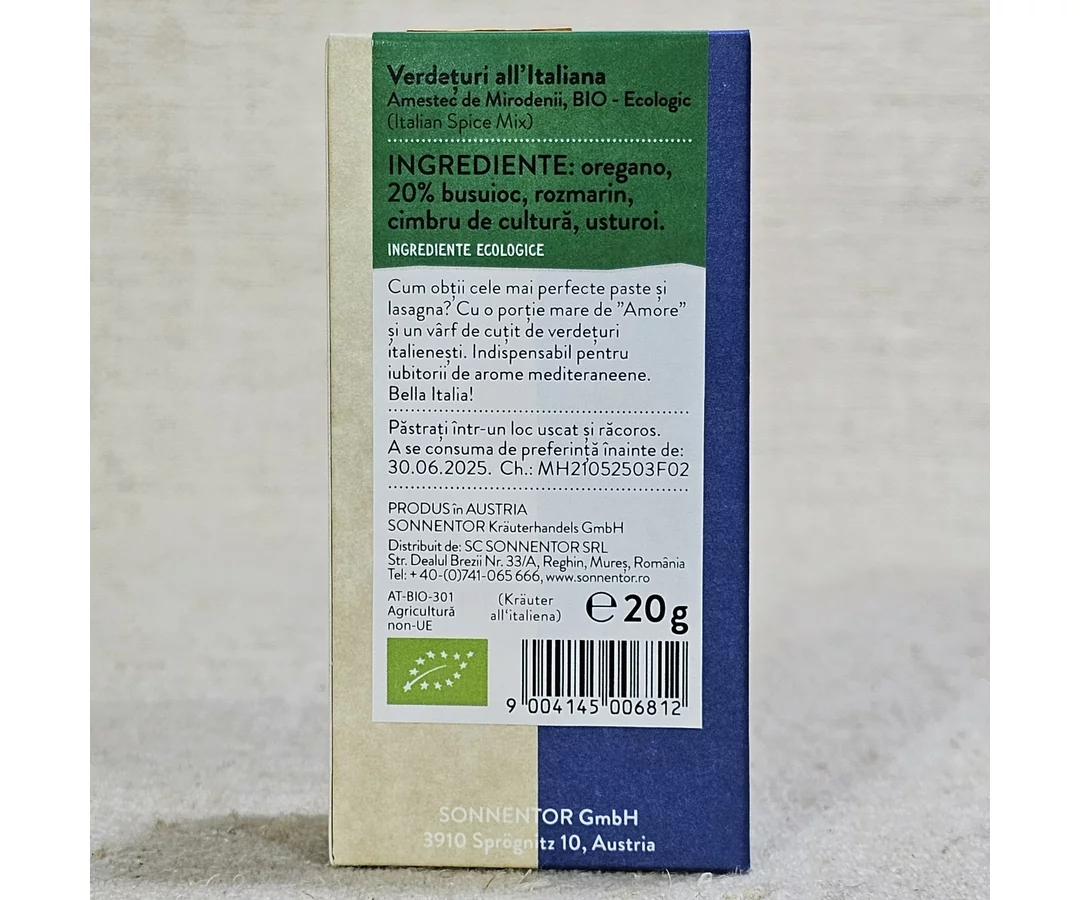 Verdețuri all'Italiana
Amestec de Mirodenii, BIO - Ecologic
(Italian Spice Mix)
INGREDIENTE: oregano,
20% busuioc, rozmarin,
cimbru de cultură, usturoi.
INGREDIENTE ECOLOGICE
Cum obții cele mai perfecte paste și
lasagna? Cu o porție mare de ”Amore”
și un vârf de cuțit de verdețuri
italienești. Indispensabil pentru
iubitorii de arome mediteraneene.
Bella Italia!
Păstrați într-un loc uscat și răcoros.
A se consuma de preferință înainte de:
30.06.2025. Ch.: MH21052503F02
PRODUS în AUSTRIA
SONNENTOR Kräuterhandels GmbH
Distribuit de: SC SONNENTOR SRL
Str. Dealul Brezii Nr. 33/A, Reghin, Mureș, România
Tel: +40-(0)741-065 666, www.sonnentor.ro
AT-BIO-301
Agricultură
non-UE
(Kräuter
all'italiena)
℮ 20 g
9 004145 006812
SONNENTOR GmbH
3910 Sprögnitz 10, Austria